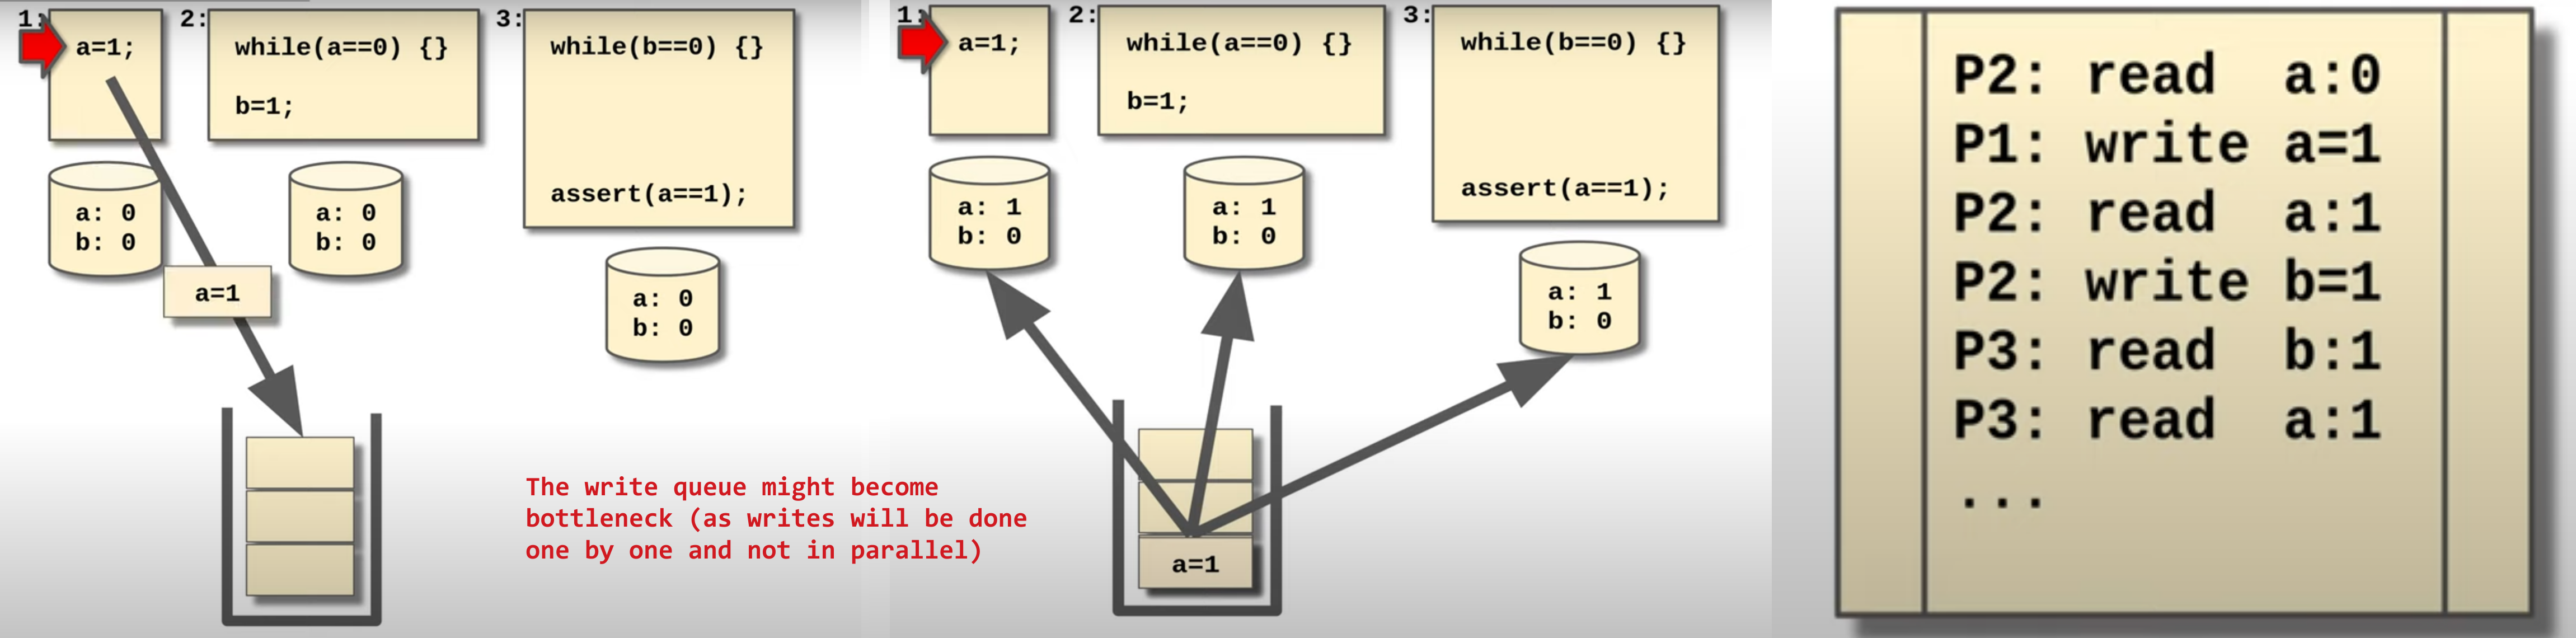 1:
a=1;
2:
while(a==0) {}
b=1;
3:
while(b==0) {}
assert(a==1);
a: 0
b: 0
a: 0
b: 0
a: 0
b: 0
a=1
The write queue might become
bottleneck (as writes will be done
one by one and not in parallel)
1:
a=1;
2:
while(a==0) {}
b=1;
3:
while(b==0) {}
assert(a==1);
a: 1
b: 0
a: 1
b: 0
a: 1
b: 0
a=1
P2: read a:0
P1: write a=1
P2: read a:1
P2: write b=1
P3: read b:1
P3: read a:1
...